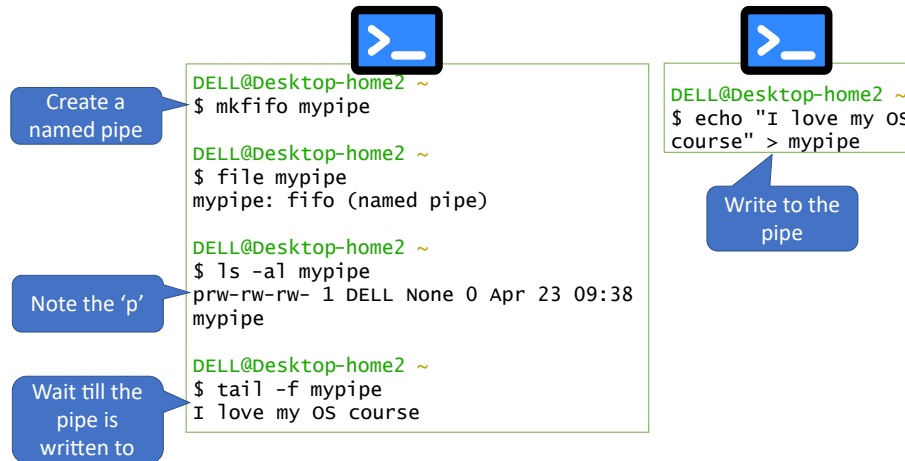 >_
DELL@Desktop-home2 ~
$ mkfifo mypipe
DELL@Desktop-home2 ~
$ file mypipe
mypipe: fifo (named pipe)
DELL@Desktop-home2 ~
$ ls -al mypipe
prw-rw-rw- 1 DELL None 0 Apr 23 09:38
mypipe
DELL@Desktop-home2 ~
$ tail -f mypipe
I love my OS course
Create a
named pipe
Note the ‘p’
Wait till the
pipe is
written to
>_
DELL@Desktop-home2 ~
$ echo "I love my OS
course" > mypipe
Write to the
pipe